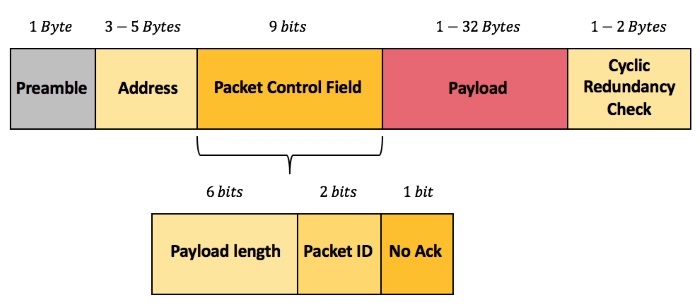 1 Byte
3 – 5 Bytes
9 bits
1 – 32 Bytes
1 – 2 Bytes
Preamble
Address
Packet Control Field
Payload
Cyclic
Redundancy
Check
6 bits
2 bits
1 bit
Payload length
Packet ID
No Ack